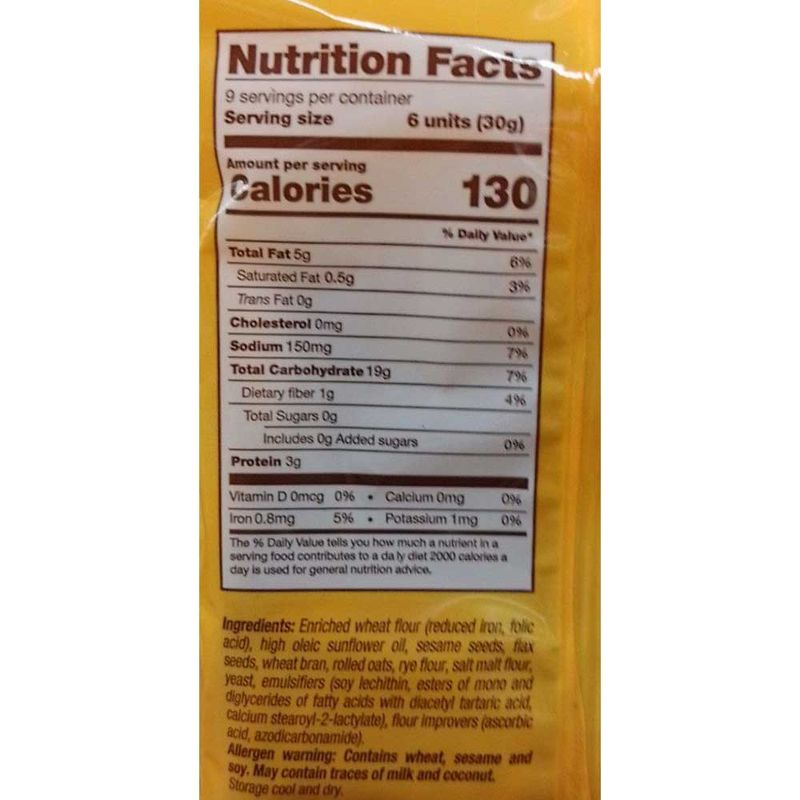 Nutrition Facts
9 servings per container
Serving size 6 units (30g)
Amount per serving
Calories 130
% Daily Value*
Total Fat 5g 6%
Saturated Fat 0.5g 3%
Trans Fat 0g
Cholesterol 0mg 0%
Sodium 150mg 7%
Total Carbohydrate 19g 7%
Dietary fiber 1g 4%
Total Sugars 0g
Includes 0g Added sugars 0%
Protein 3g
Vitamin D 0mcg 0% • Calcium 0mg 0%
Iron 0.8mg 5% • Potassium 1mg 0%
The % Daily Value tells you how much a nutrient in a
serving food contributes to a da ly diet 2000 calories a
day is used for general nutrition advice.
Ingredients: Enriched wheat flour (reduced iron, folic
acid), high oleic sunflower oil, sesame seeds, flax
seeds, wheat bran, rolled oats, rye flour, salt malt flour,
yeast, emulsifiers (soy lechithin, esters of mono and
diglycerides of fatty acids with diacetyl tartaric acid,
calcium stearoyl-2-lactylate), flour improvers (ascorbic
acid, azodicarbonamide).
Allergen warning: Contains wheat, sesame and
soy. May contain traces of milk and coconut.
Storage cool and dry.